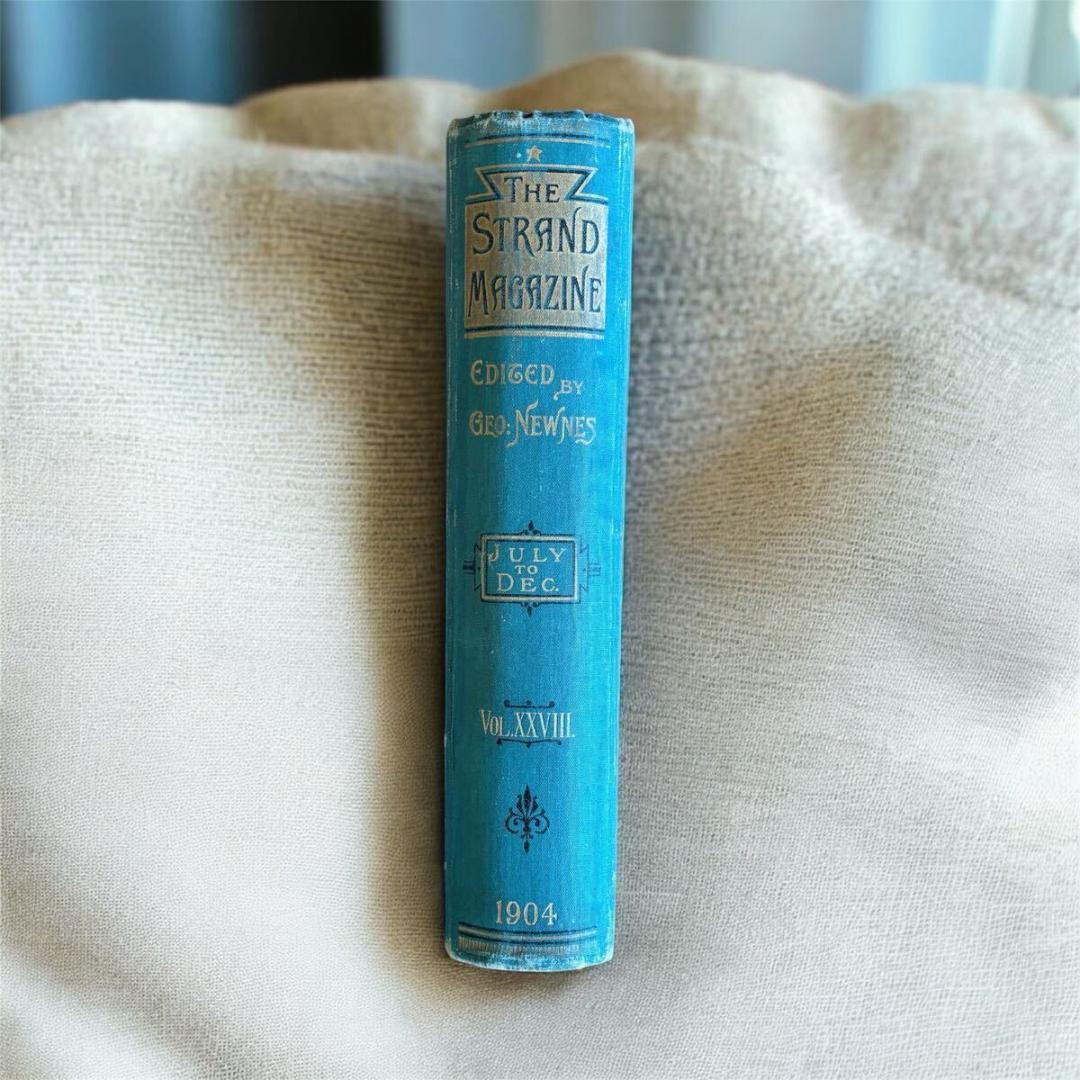 The
Strand
Magazine
Edited by
Geo: Newnes
July
to
Dec.
Vol. XXVIII.
1904